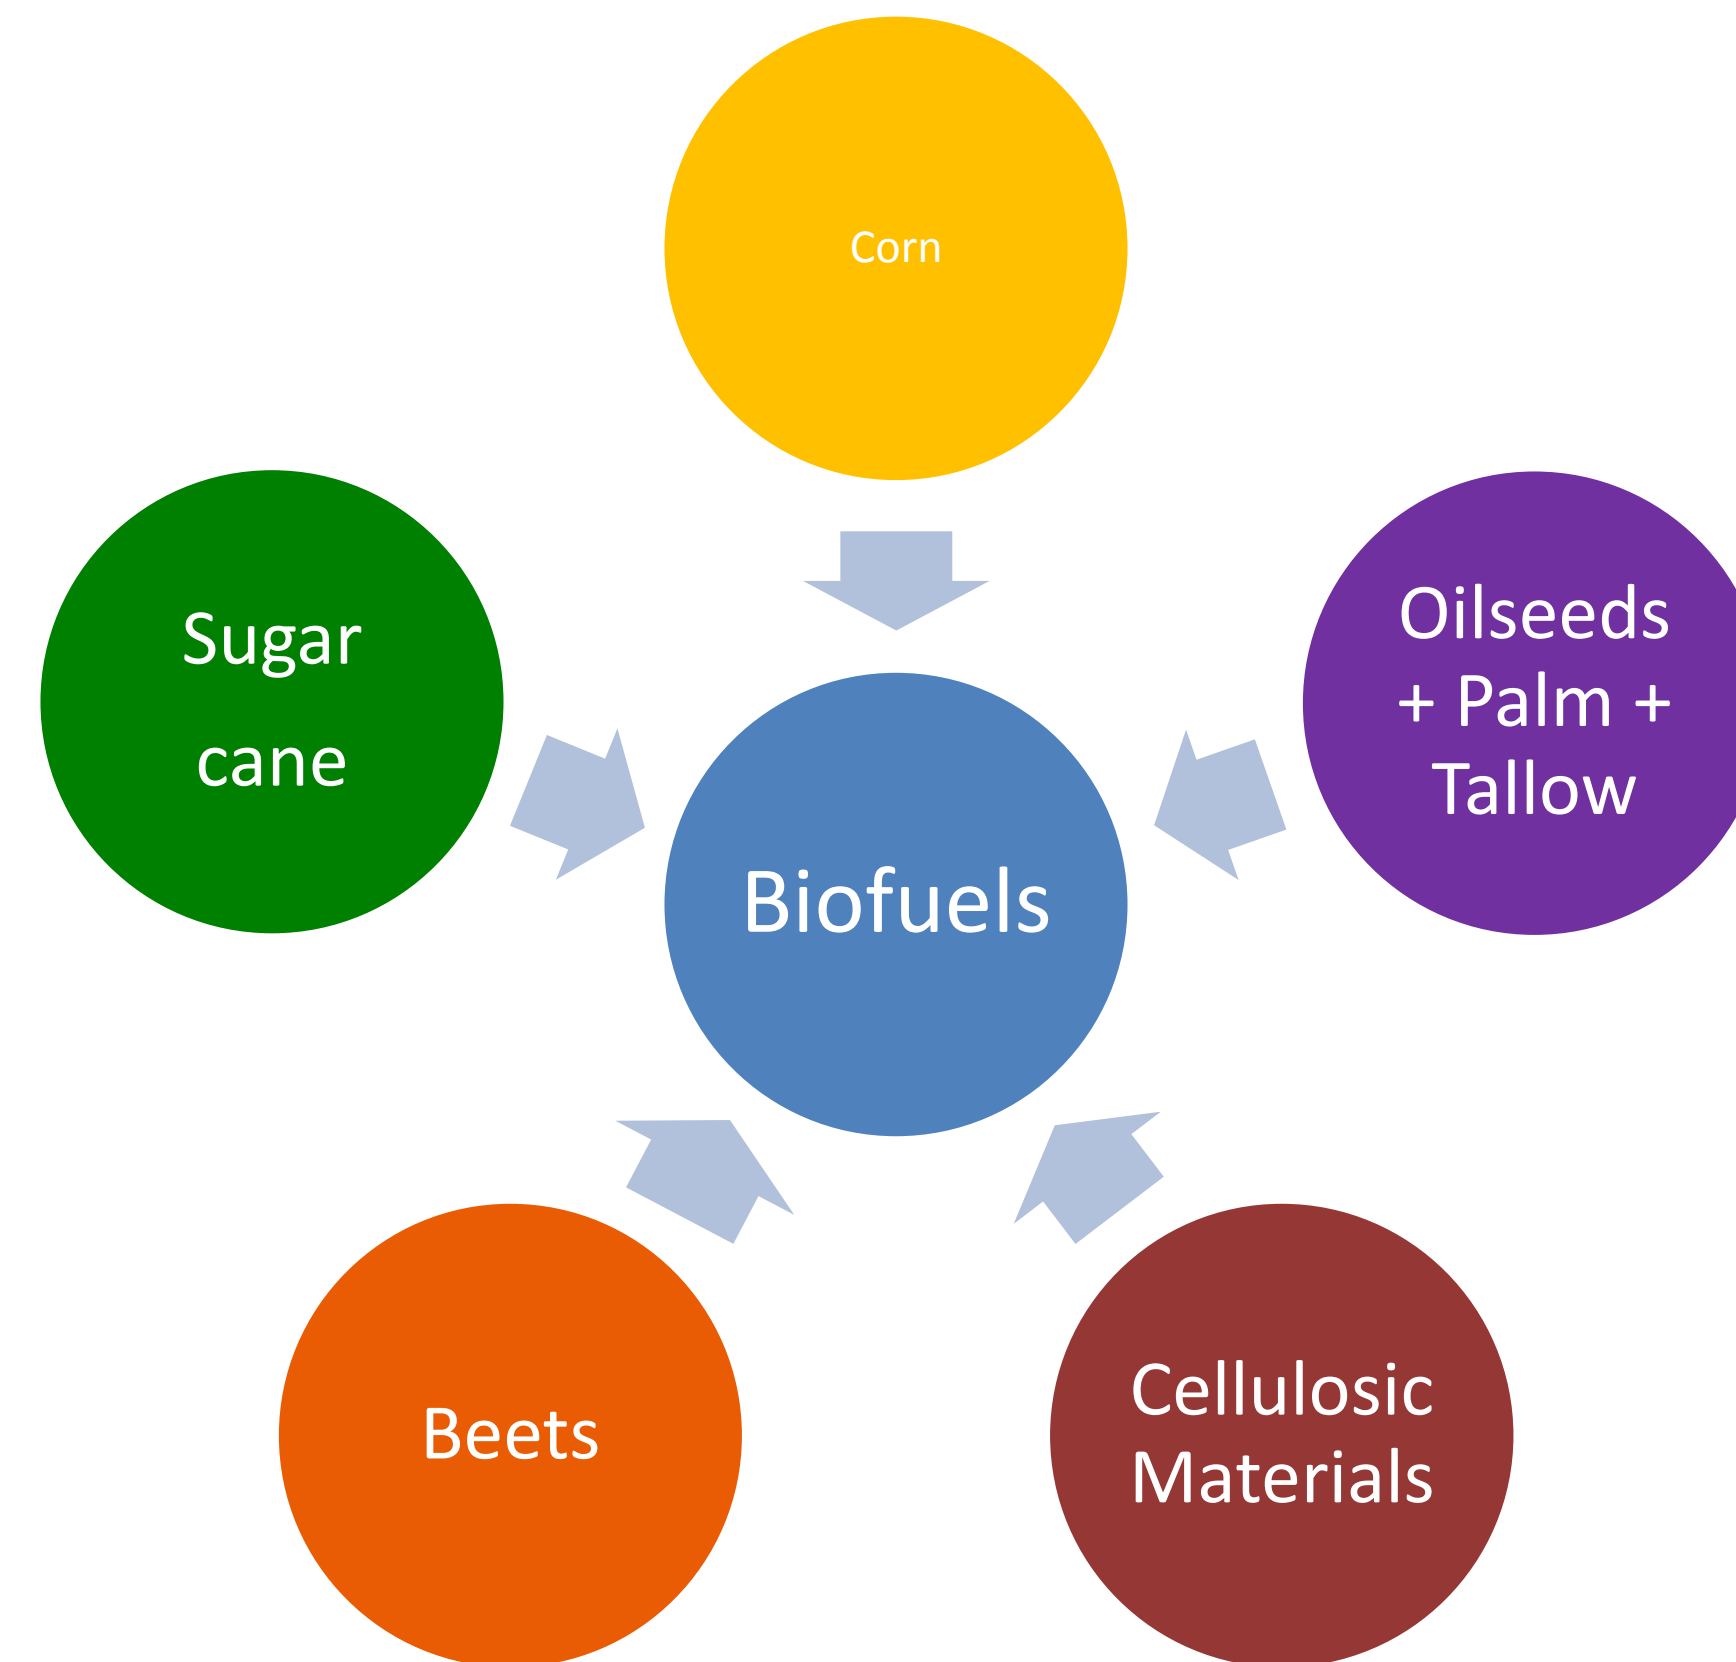 Corn
Sugar
cane
Oilseeds
+ Palm +
Tallow
Biofuels
Beets
Cellulosic
Materials